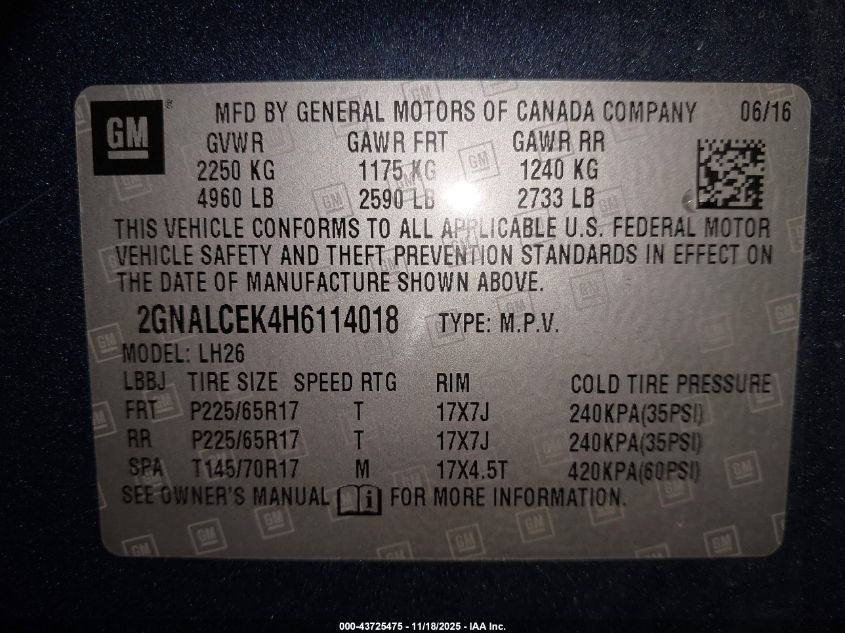 GM ® MFD BY GENERAL MOTORS OF CANADA COMPANY 06/16
GVWR GAWR FRT GAWR RR
2250 KG 1175 KG 1240 KG
4960 LB 2590 LB 2733 LB
THIS VEHICLE CONFORMS TO ALL APPLICABLE U.S. FEDERAL MOTOR
VEHICLE SAFETY AND THEFT PREVENTION STANDARDS IN EFFECT ON
THE DATE OF MANUFACTURE SHOWN ABOVE.
2GNALCEK4H6114018 TYPE: M.P.V.
MODEL: LH26
LBBJ TIRE SIZE SPEED RTG RIM COLD TIRE PRESSURE
FRT P225/65R17 T 17X7J 240KPA(35PSI)
RR P225/65R17 T 17X7J 240KPA(35PSI)
SPA T145/70R17 M 17X4.5T 420KPA(60PSI)
SEE OWNER'S MANUAL i FOR MORE INFORMATION.
000-43725475 - 11/18/2025 - IAA Inc.